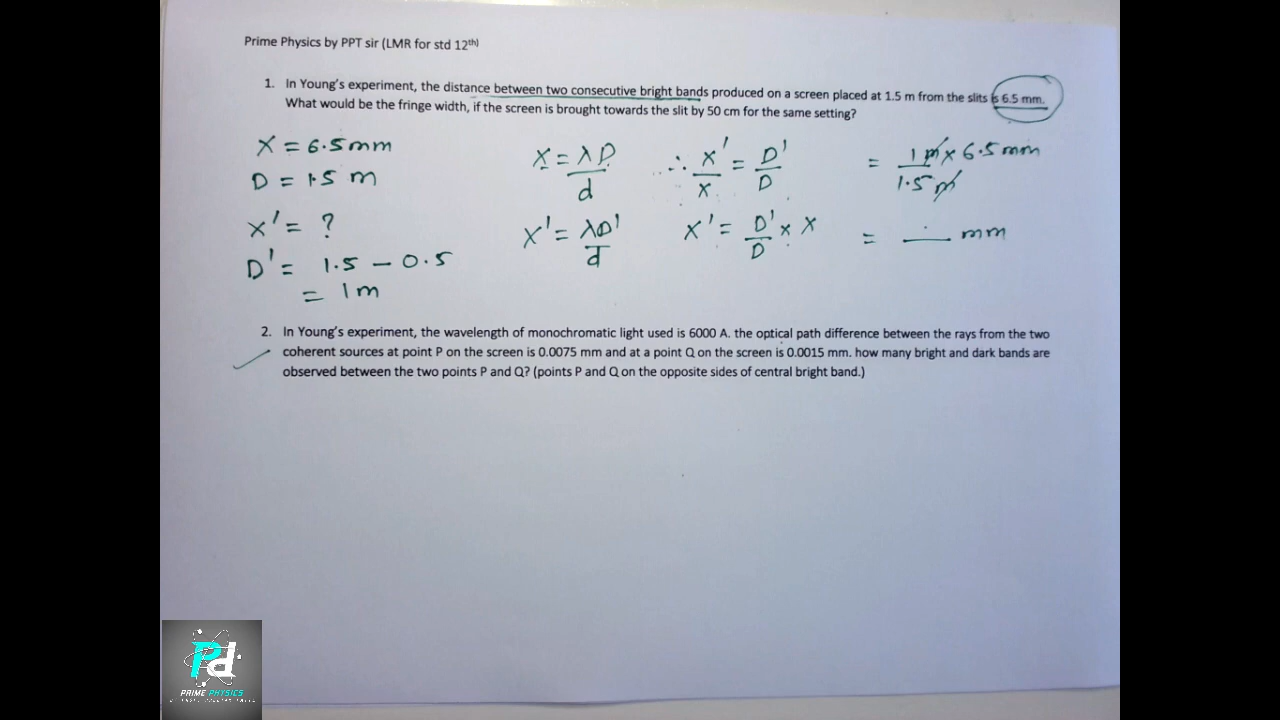 Prime Physics by PPT sir (LMR for std 12th)
1. In Young's experiment, the distance between two consecutive bright bands produced on a screen placed at 1.5 m from the slits is 6.5 mm.
What would be the fringe width, if the screen is brought towards the slit by 50 cm for the same setting?
X = 6.5 mm
D = 1.5 m
X' = ?
D' = 1.5 - 0.5
= 1 m
X = λD/d
X' = λD'/d
∴ X'/X = D'/D
X' = D'/D × X
= 1 m × 6.5 mm / 1.5 m
= __ mm
2. In Young's experiment, the wavelength of monochromatic light used is 6000 A. the optical path difference between the rays from the two
coherent sources at point P on the screen is 0.0075 mm and at a point Q on the screen is 0.0015 mm. how many bright and dark bands are
observed between the two points P and Q? (points P and Q on the opposite sides of central bright band.)
Pd
PRIME PHYSICS